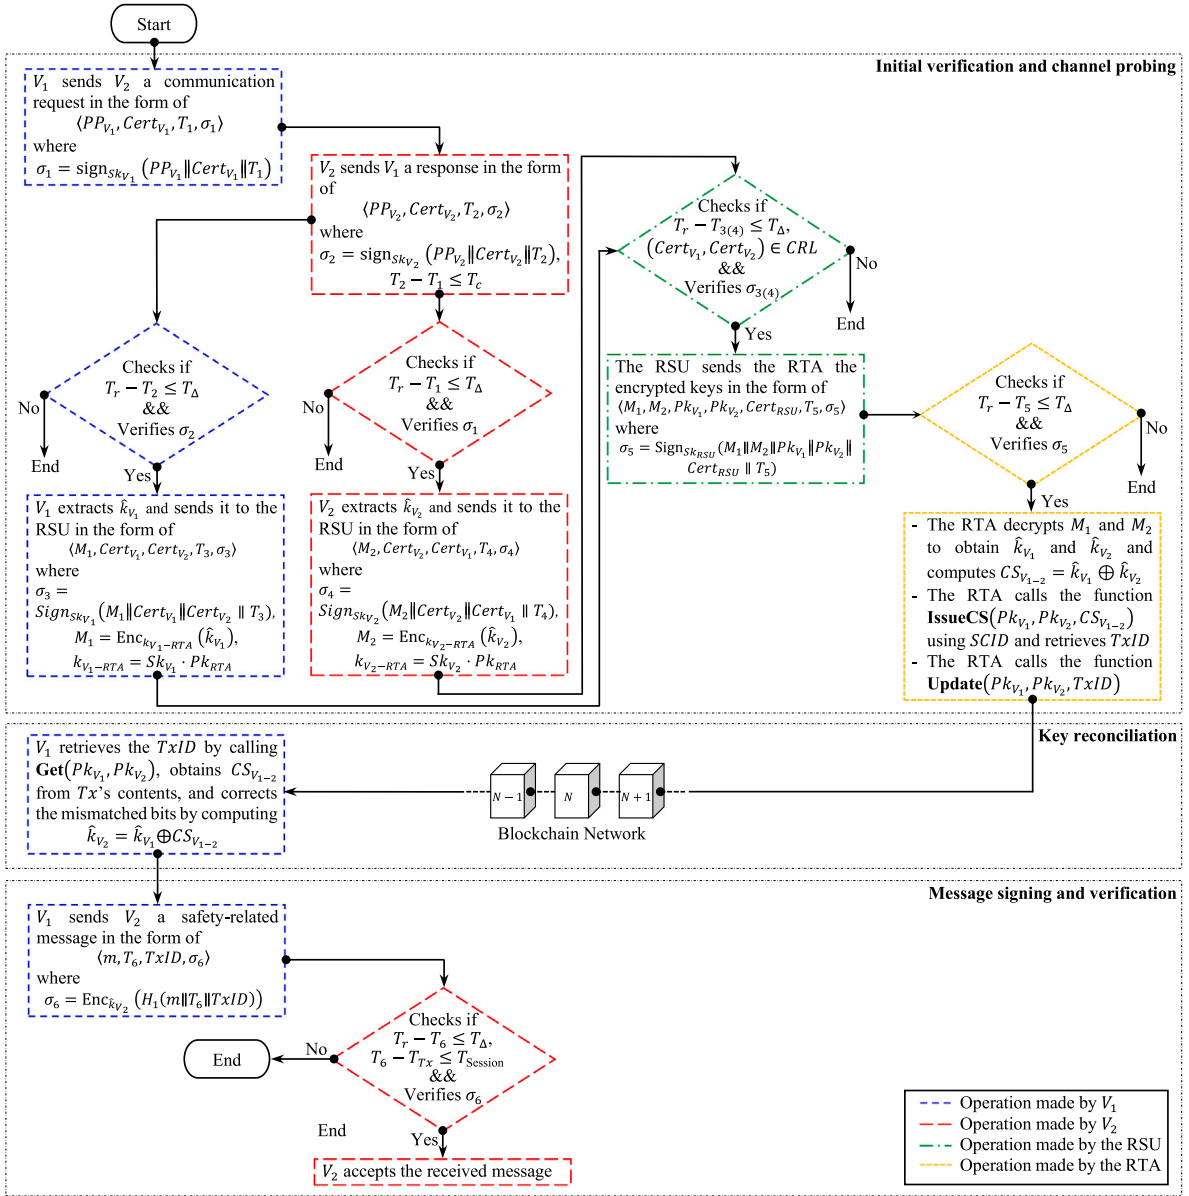 Start
Initial verification and channel probing
V₁ sends V₂ a communication
request in the form of
⟨PP_{V₁}, Cert_{V₁}, T₁, σ₁⟩
where
σ₁ = sign_{Sk_{V₁}} (PP_{V₁}‖Cert_{V₁}‖T₁)
V₂ sends V₁ a response in the form
of
⟨PP_{V₂}, Cert_{V₂}, T₂, σ₂⟩
where
σ₂ = sign_{Sk_{V₂}} (PP_{V₂}‖Cert_{V₂}‖T₂),
T₂ − T₁ ≤ T_c
Checks if
T_r − T₂ ≤ T_Δ
&&
Verifies σ₂
No
End
Yes
Checks if
T_r − T₁ ≤ T_Δ
&&
Verifies σ₁
No
End
Yes
V₁ extracts k̂_{V₁} and sends it to the
RSU in the form of
⟨M₁, Cert_{V₁}, Cert_{V₂}, T₃, σ₃⟩
where
σ₃ =
Sign_{Sk_{V₁}} (M₁‖Cert_{V₁}‖Cert_{V₂} ‖ T₃),
M₁ = Enc_{k_{V₁−RTA}} (k̂_{V₁}),
k_{V₁−RTA} = Sk_{V₁} · Pk_{RTA}
V₂ extracts k̂_{V₂} and sends it to the
RSU in the form of
⟨M₂, Cert_{V₂}, Cert_{V₁}, T₄, σ₄⟩
where
σ₄ =
Sign_{Sk_{V₂}} (M₂‖Cert_{V₂}‖Cert_{V₁} ‖ T₄),
M₂ = Enc_{k_{V₂−RTA}} (k̂_{V₂}),
k_{V₂−RTA} = Sk_{V₂} · Pk_{RTA}
Checks if
T_r − T_{3(4)} ≤ T_Δ,
(Cert_{V₁}, Cert_{V₂}) ∈ CRL
&&
Verifies σ_{3(4)}
No
End
Yes
The RSU sends the RTA the
encrypted keys in the form of
⟨M₁, M₂, Pk_{V₁}, Pk_{V₂}, Cert_{RSU}, T₅, σ₅⟩
where
σ₅ = Sign_{Sk_{RSU}} (M₁‖M₂‖Pk_{V₁}‖Pk_{V₂}‖
Cert_{RSU} ‖ T₅)
Checks if
T_r − T₅ ≤ T_Δ
&&
Verifies σ₅
No
End
Yes
- The RTA decrypts M₁ and M₂
to obtain k̂_{V₁} and k̂_{V₂} and
computes CS_{V₁₋₂} = k̂_{V₁} ⊕ k̂_{V₂}
- The RTA calls the function
IssueCS(Pk_{V₁}, Pk_{V₂}, CS_{V₁₋₂})
using SCID and retrieves TxID
- The RTA calls the function
Update(Pk_{V₁}, Pk_{V₂}, TxID)
Key reconciliation
V₁ retrieves the TxID by calling
Get(Pk_{V₁}, Pk_{V₂}), obtains CS_{V₁₋₂}
from Tx's contents, and corrects
the mismatched bits by computing
k̂_{V₂} = k̂_{V₁} ⊕ CS_{V₁₋₂}
N − 1
N
N + 1
Blockchain Network
Message signing and verification
V₁ sends V₂ a safety-related
message in the form of
⟨m, T₆, TxID, σ₆⟩
where
σ₆ = Enc_{k̂_{V₂}} (H₁(m‖T₆‖TxID))
Checks if
T_r − T₆ ≤ T_Δ,
T₆ − T_{Tx} ≤ T_{Session}
&&
Verifies σ₆
No
End
End
Yes
V₂ accepts the received message
Operation made by V₁
Operation made by V₂
Operation made by the RSU
Operation made by the RTA